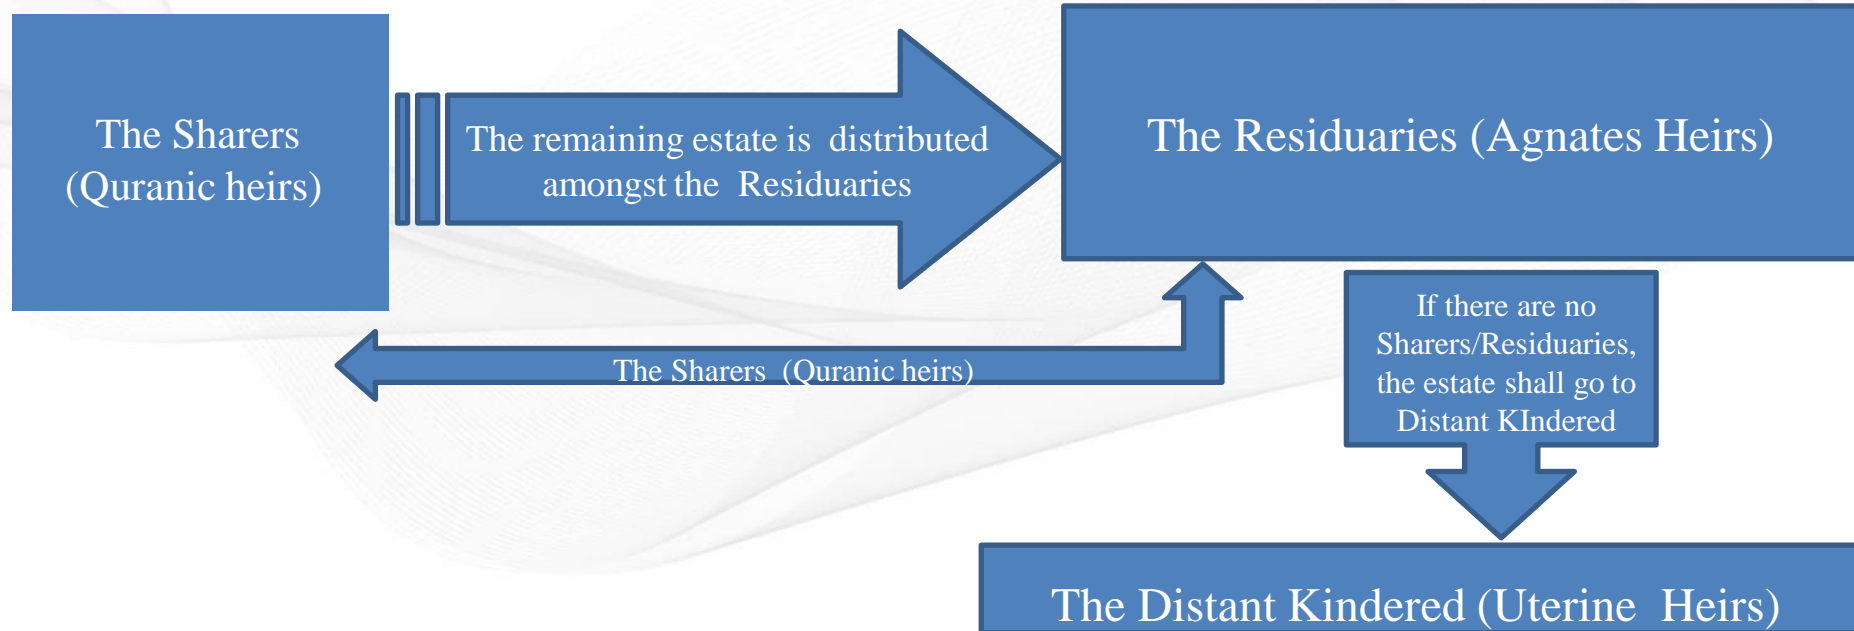 The Sharers
(Quranic heirs)
The remaining estate is distributed
amongst the Residuaries
The Residuaries (Agnates Heirs)
The Sharers (Quranic heirs)
If there are no
Sharers/Residuaries,
the estate shall go to
Distant KIndered
The Distant Kindered (Uterine Heirs)